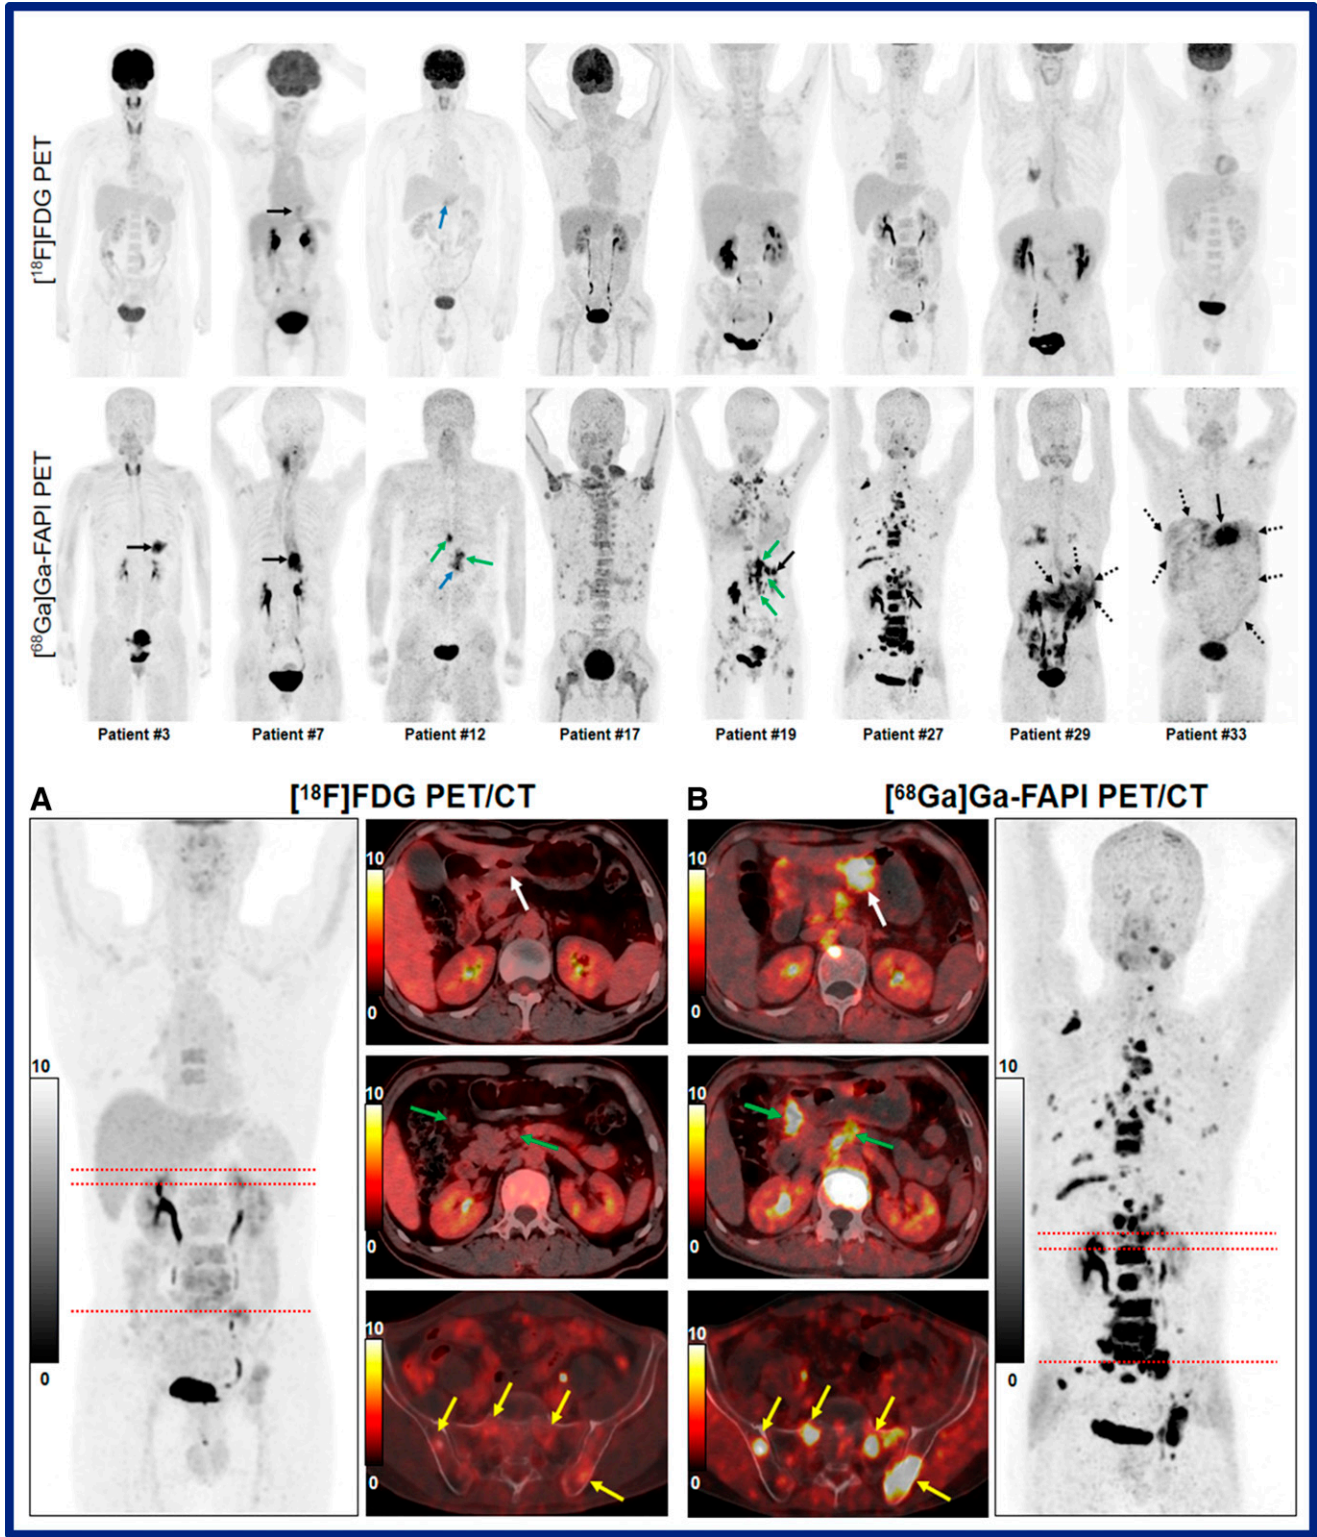 [¹⁸F]FDG PET
[⁶⁸Ga]Ga-FAPI PET
Patient #3
Patient #7
Patient #12
Patient #17
Patient #19
Patient #27
Patient #29
Patient #33
A
[¹⁸F]FDG PET/CT
B
[⁶⁸Ga]Ga-FAPI PET/CT
10
0
10
0
10
0
10
0
10
0
10
0
10
0
10
0